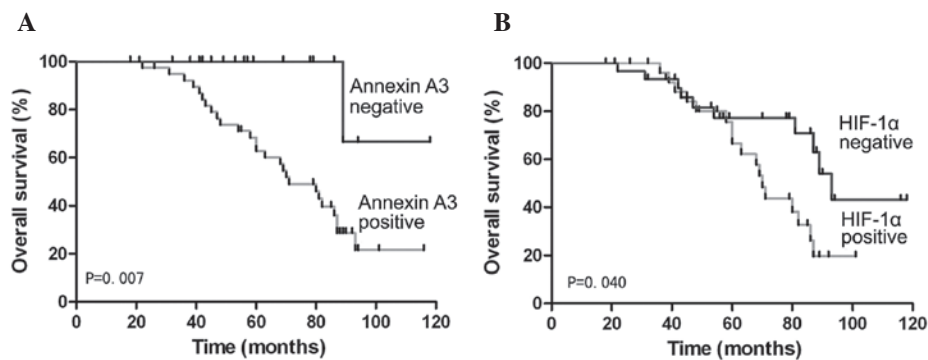 A
Overall survival (%)
100
80
60
40
20
0
Annexin A3
negative
Annexin A3
positive
P=0.007
0 20 40 60 80 100 120
Time (months)
B
Overall survival (%)
100
80
60
40
20
0
HIF-1α
negative
HIF-1α
positive
P=0.040
0 20 40 60 80 100 120
Time (months)